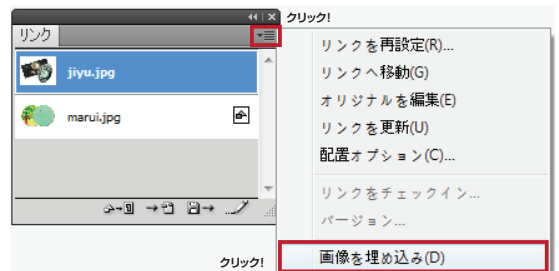 クリック!
リンク
jiyu.jpg
marui.jpg
リンクを再設定(R)...
リンクへ移動(G)
オリジナルを編集(E)
リンクを更新(U)
配置オプション(C)...
リンクをチェックイン...
バージョン...
クリック!
画像を埋め込み(D)